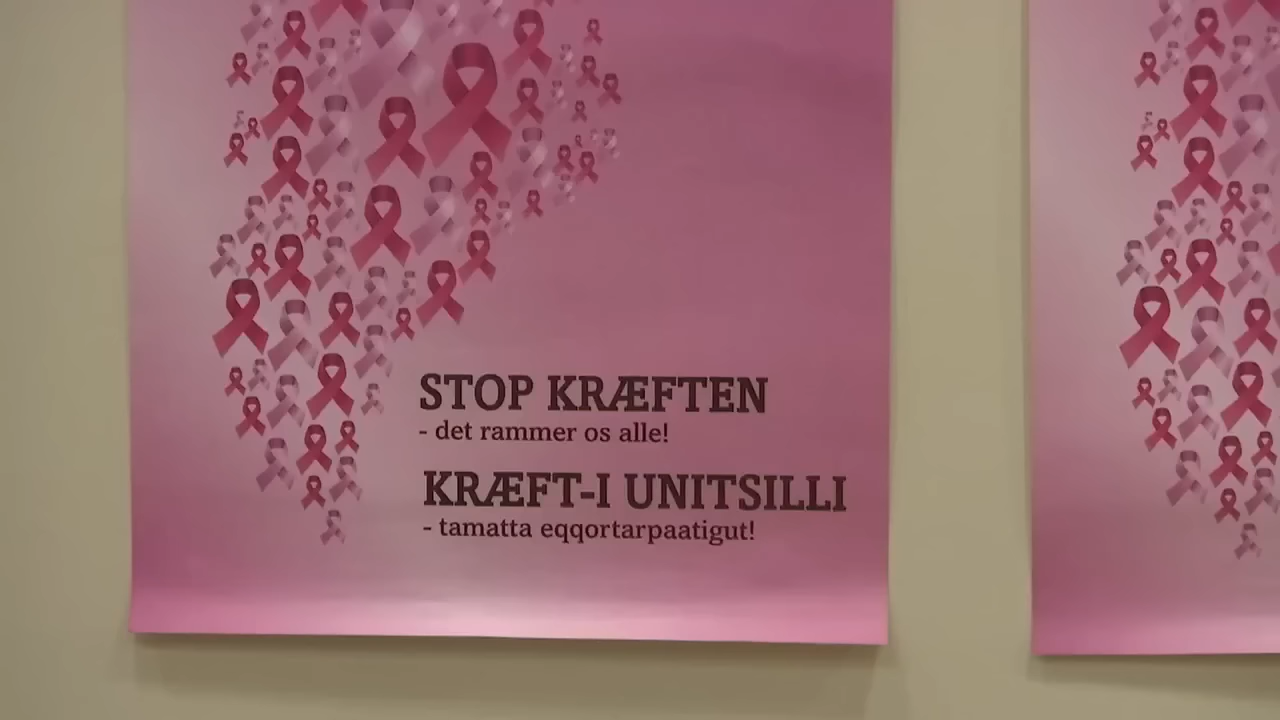 STOP KRÆFTEN
- det rammer os alle!
KRÆFT-I UNITSILLI
- tamatta eqqortarpaatigut!